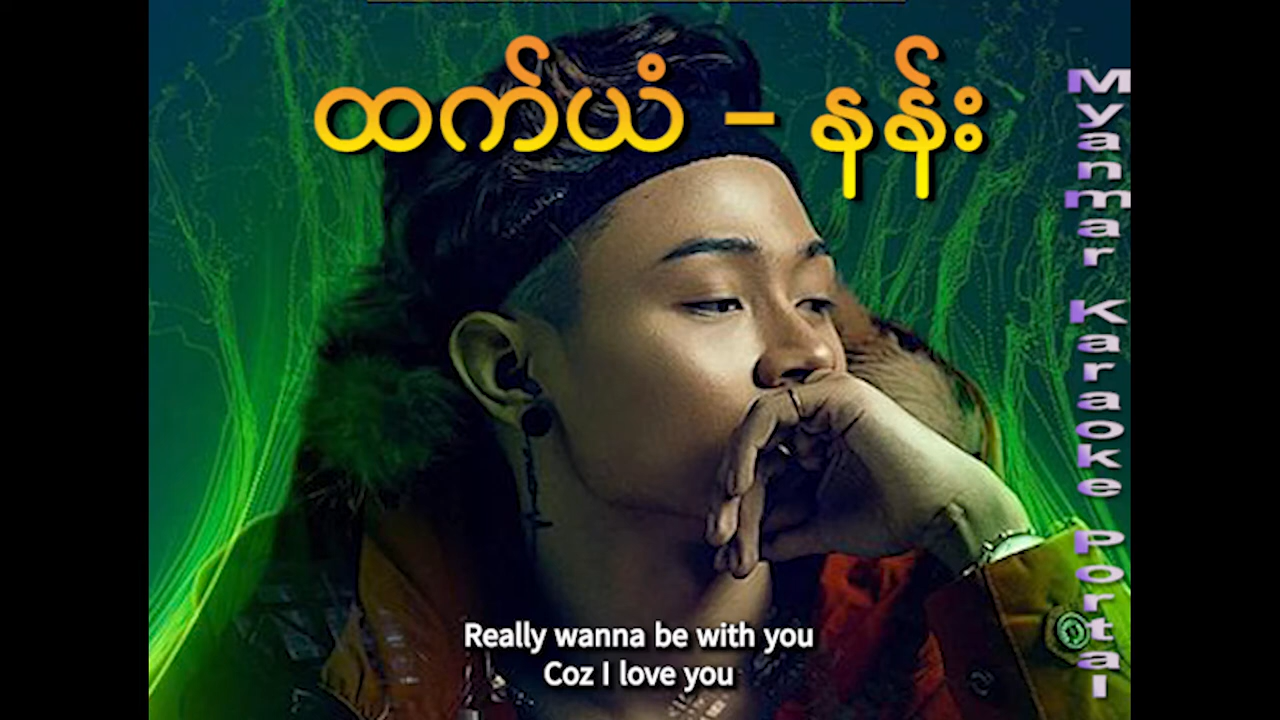 ထက်ယံ – နန်း
Myanmar Karaoke Portal
Really wanna be with you
Coz I love you